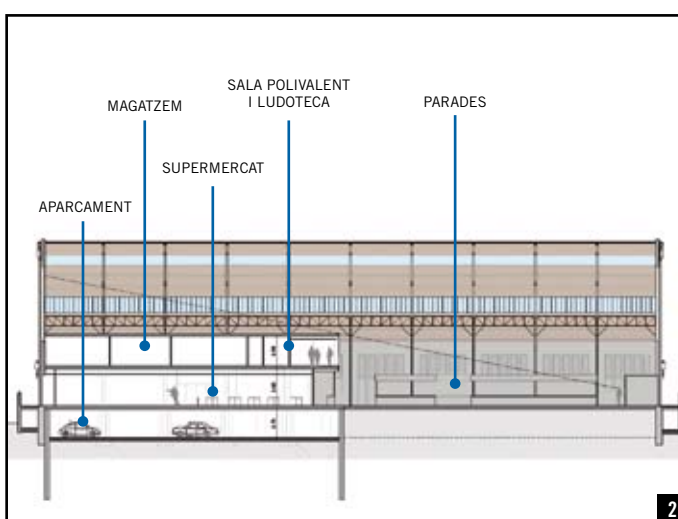 SALA POLIVALENT
I LUDOTECA
MAGATZEM
PARADES
SUPERMERCAT
APARCAMENT
2